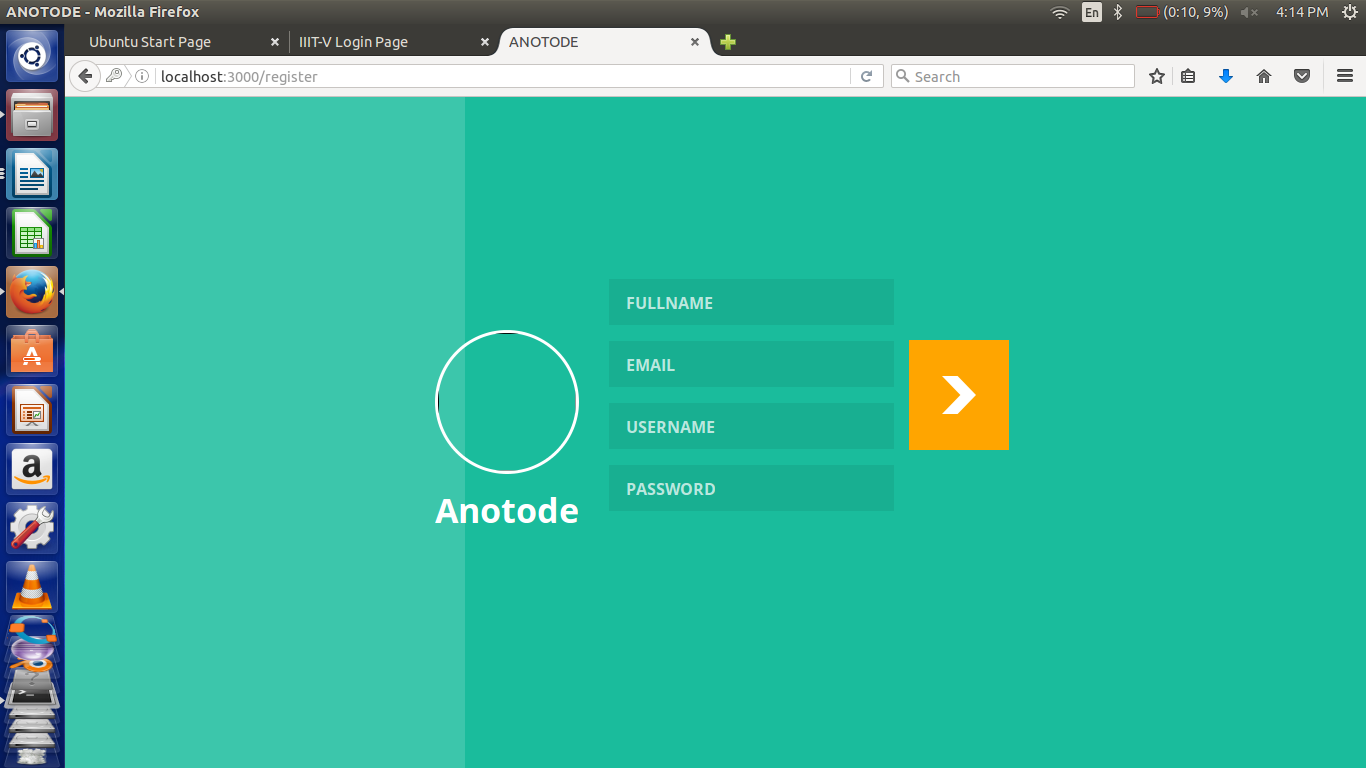 ANOTODE - Mozilla Firefox
En
(0:10, 9%)
4:14 PM
Ubuntu Start Page
IIIT-V Login Page
ANOTODE
localhost:3000/register
Search
FULLNAME
EMAIL
USERNAME
PASSWORD
Anotode